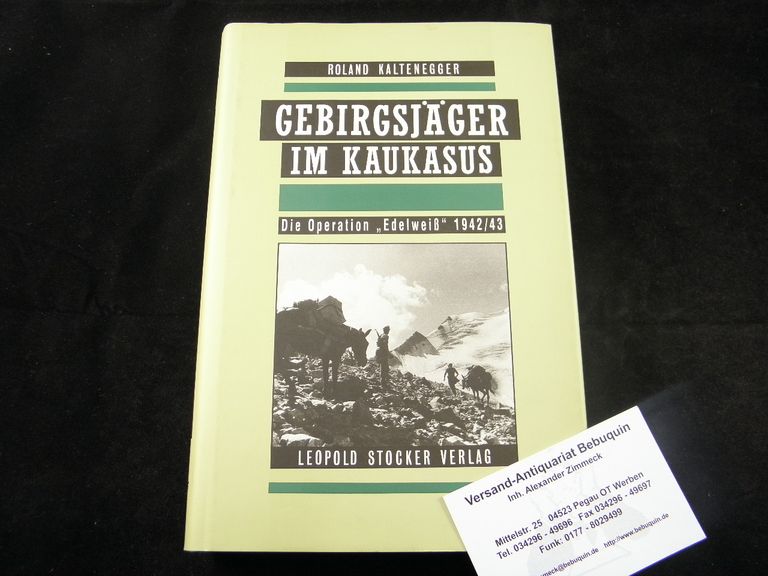 ROLAND KALTENEGGER
GEBIRGSJÄGER
IM KAUKASUS
Die Operation „Edelweiß“ 1942/43
LEOPOLD STOCKER VERLAG
Versand-Antiquariat Bebuquin
Inh. Alexander Zimmeck
Mittelstr. 25 04523 Pegau OT Werben
Tel. 034296 - 49696 Fax 034296 - 49697
Funk: 0177 - 8029499
http://www.bebuquin.de